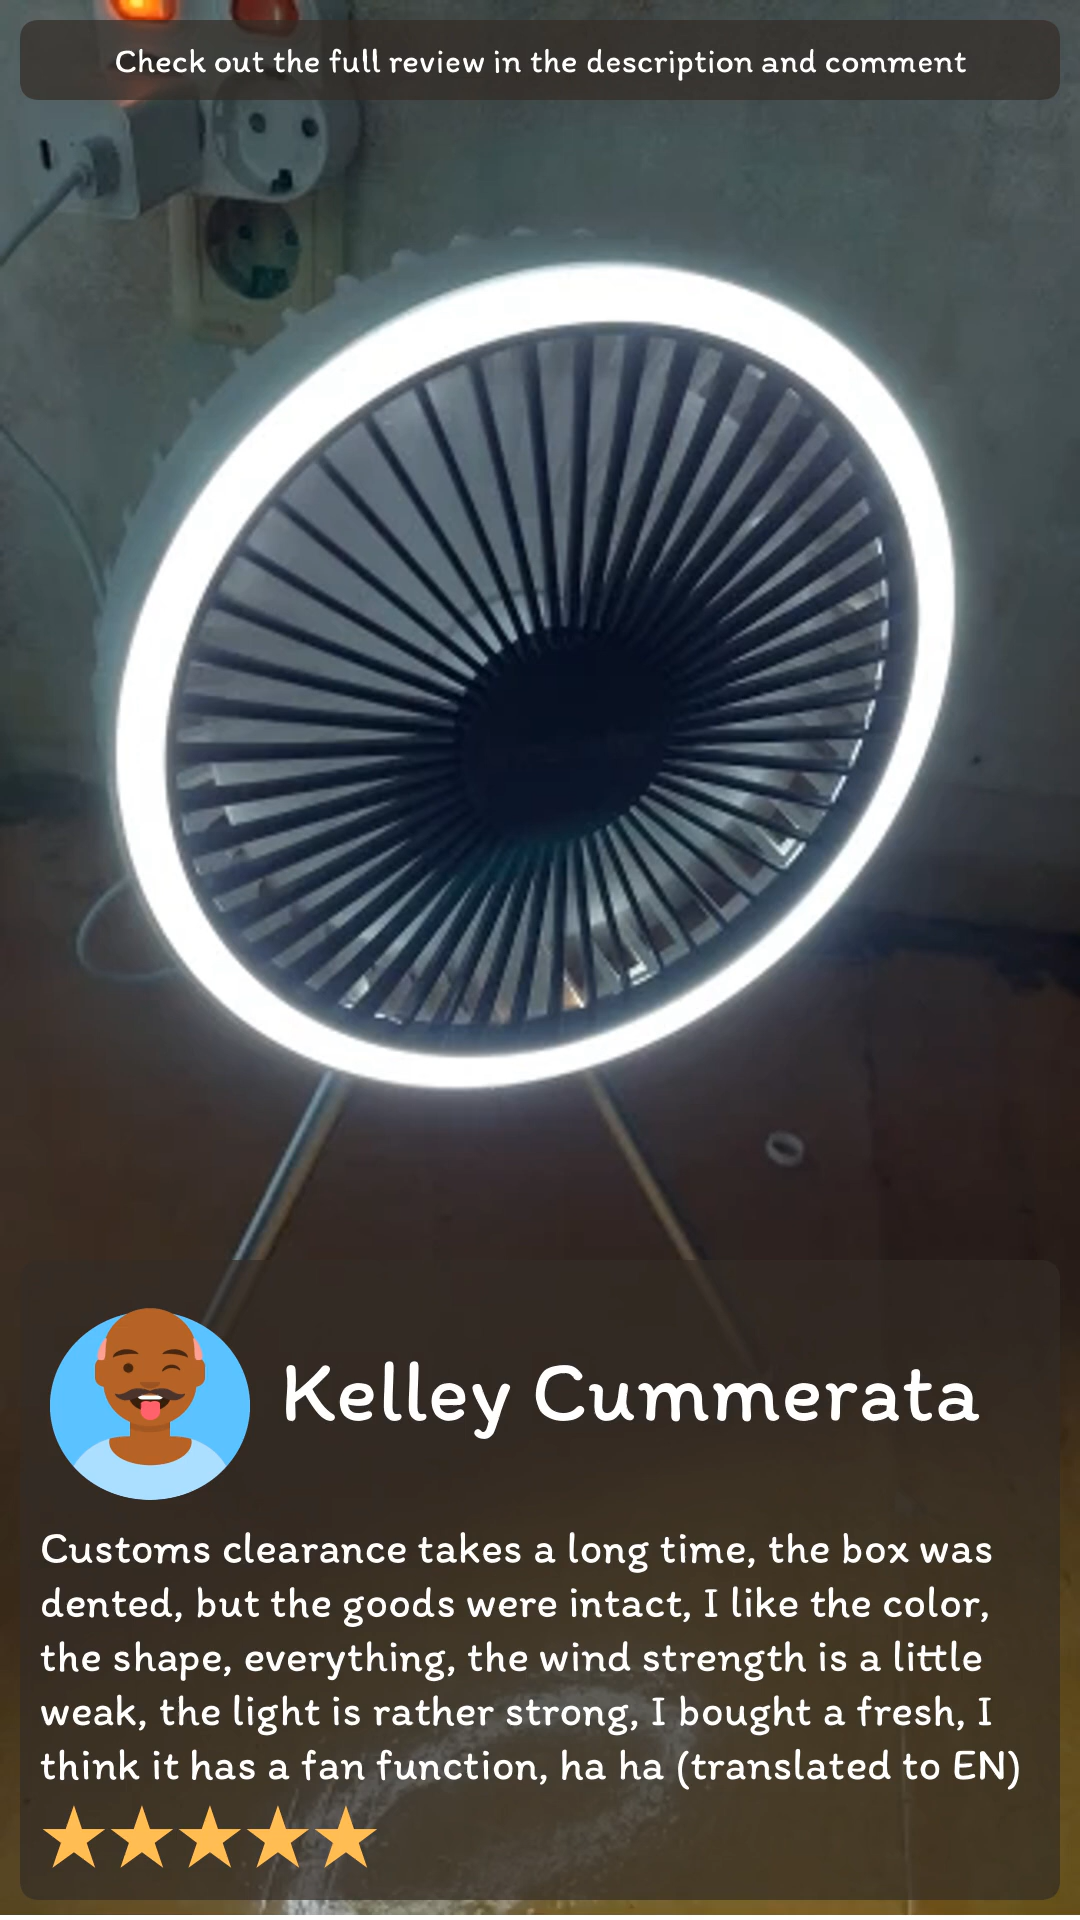 Check out the full review in the description and comment
Kelley Cummerata
Customs clearance takes a long time, the box was
dented, but the goods were intact, I like the color,
the shape, everything, the wind strength is a little
weak, the light is rather strong, I bought a fresh, I
think it has a fan function, ha ha (translated to EN)